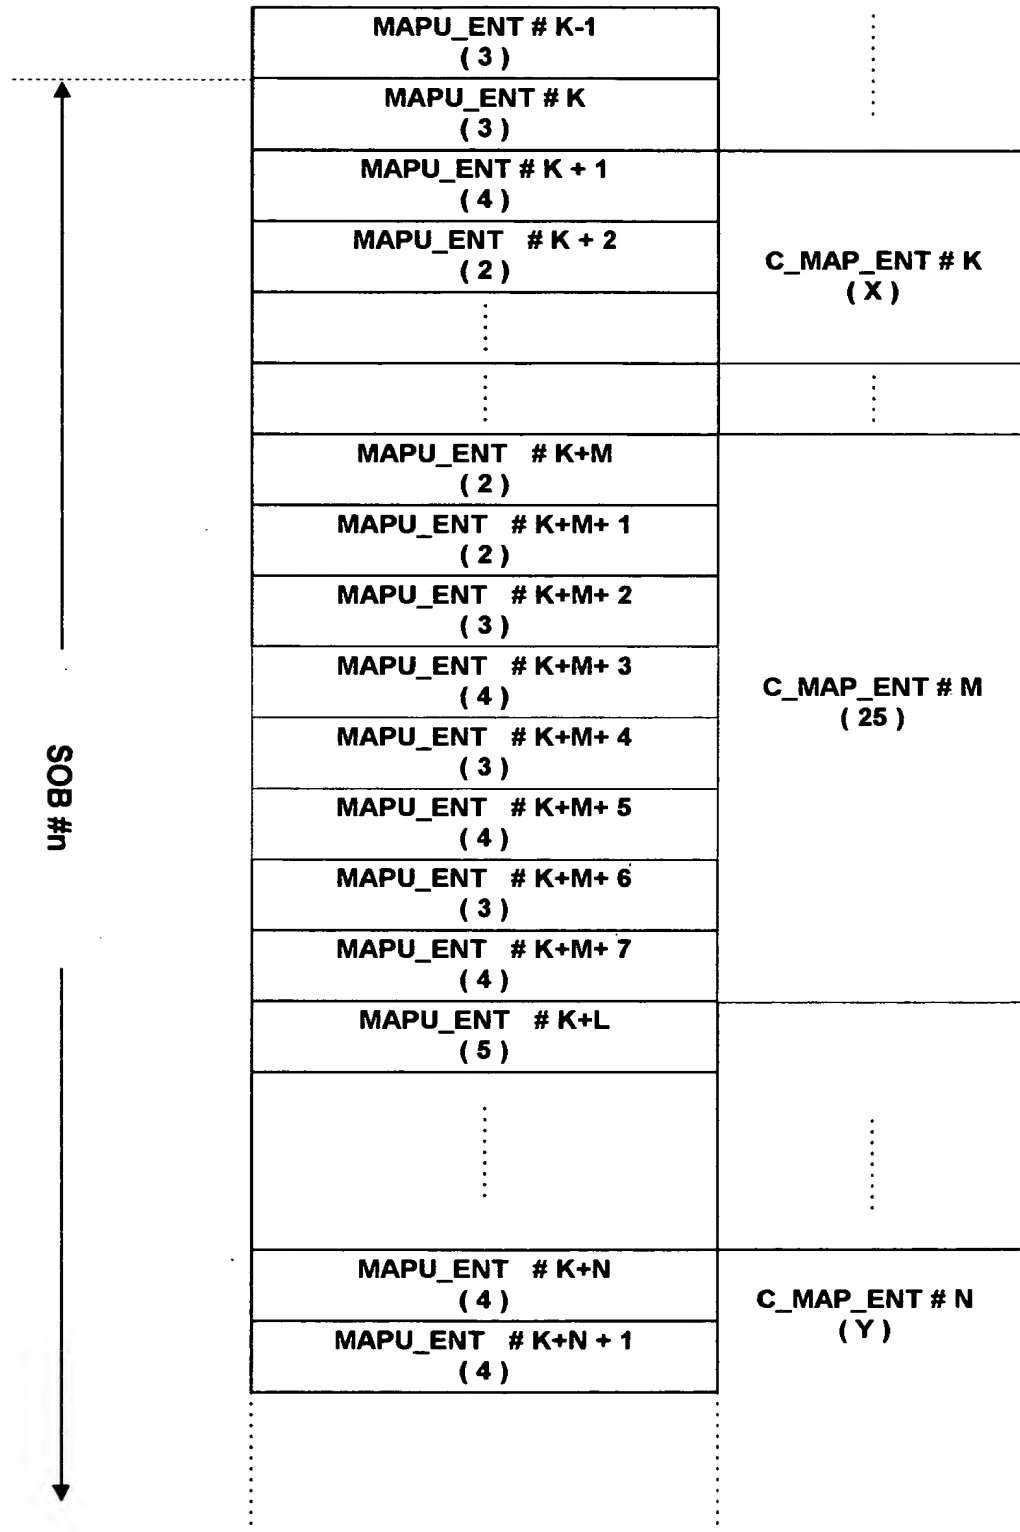 MAPU_ENT # K-1
( 3 )
MAPU_ENT # K
( 3 )
MAPU_ENT # K + 1
( 4 )
MAPU_ENT # K + 2
( 2 )
C_MAP_ENT # K
( X )
MAPU_ENT # K+M
( 2 )
MAPU_ENT # K+M+ 1
( 2 )
MAPU_ENT # K+M+ 2
( 3 )
MAPU_ENT # K+M+ 3
( 4 )
MAPU_ENT # K+M+ 4
( 3 )
MAPU_ENT # K+M+ 5
( 4 )
MAPU_ENT # K+M+ 6
( 3 )
MAPU_ENT # K+M+ 7
( 4 )
C_MAP_ENT # M
( 25 )
SOB #n
MAPU_ENT # K+L
( 5 )
MAPU_ENT # K+N
( 4 )
MAPU_ENT # K+N + 1
( 4 )
C_MAP_ENT # N
( Y )